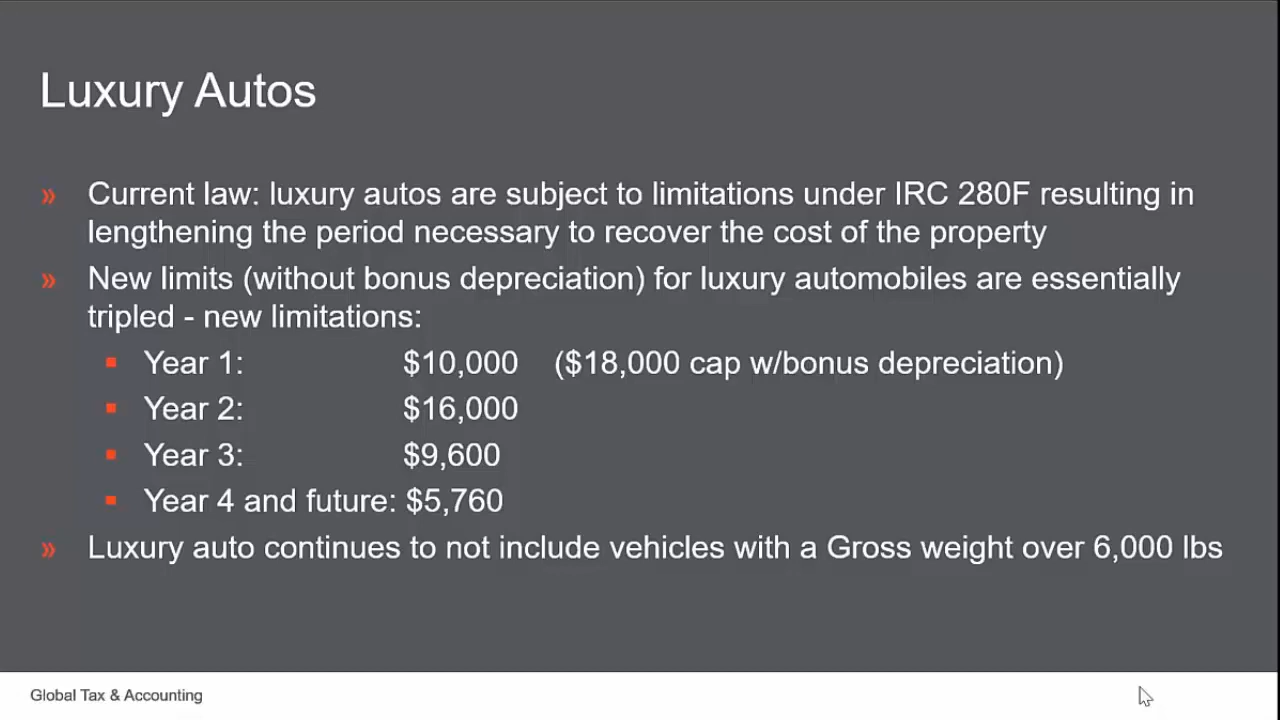 Luxury Autos
» Current law: luxury autos are subject to limitations under IRC 280F resulting in
lengthening the period necessary to recover the cost of the property
» New limits (without bonus depreciation) for luxury automobiles are essentially
tripled - new limitations:
▪ Year 1: $10,000 ($18,000 cap w/bonus depreciation)
▪ Year 2: $16,000
▪ Year 3: $9,600
▪ Year 4 and future: $5,760
» Luxury auto continues to not include vehicles with a Gross weight over 6,000 lbs
Global Tax & Accounting